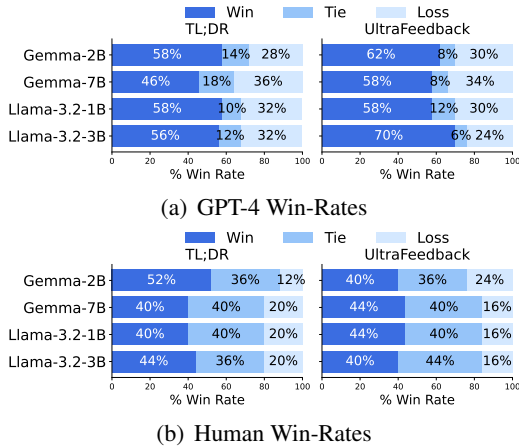 Win Tie Loss
TL;DR UltraFeedback
Gemma-2B 58% 14% 28% 62% 8% 30%
Gemma-7B 46% 18% 36% 58% 8% 34%
Llama-3.2-1B 58% 10% 32% 58% 12% 30%
Llama-3.2-3B 56% 12% 32% 70% 6% 24%
0 20 40 60 80 100 0 20 40 60 80 100
% Win Rate % Win Rate
(a) GPT-4 Win-Rates
Win Tie Loss
TL;DR UltraFeedback
Gemma-2B 52% 36% 12% 40% 36% 24%
Gemma-7B 40% 40% 20% 44% 40% 16%
Llama-3.2-1B 40% 40% 20% 44% 40% 16%
Llama-3.2-3B 44% 36% 20% 40% 44% 16%
0 20 40 60 80 100 0 20 40 60 80 100
% Win Rate % Win Rate
(b) Human Win-Rates